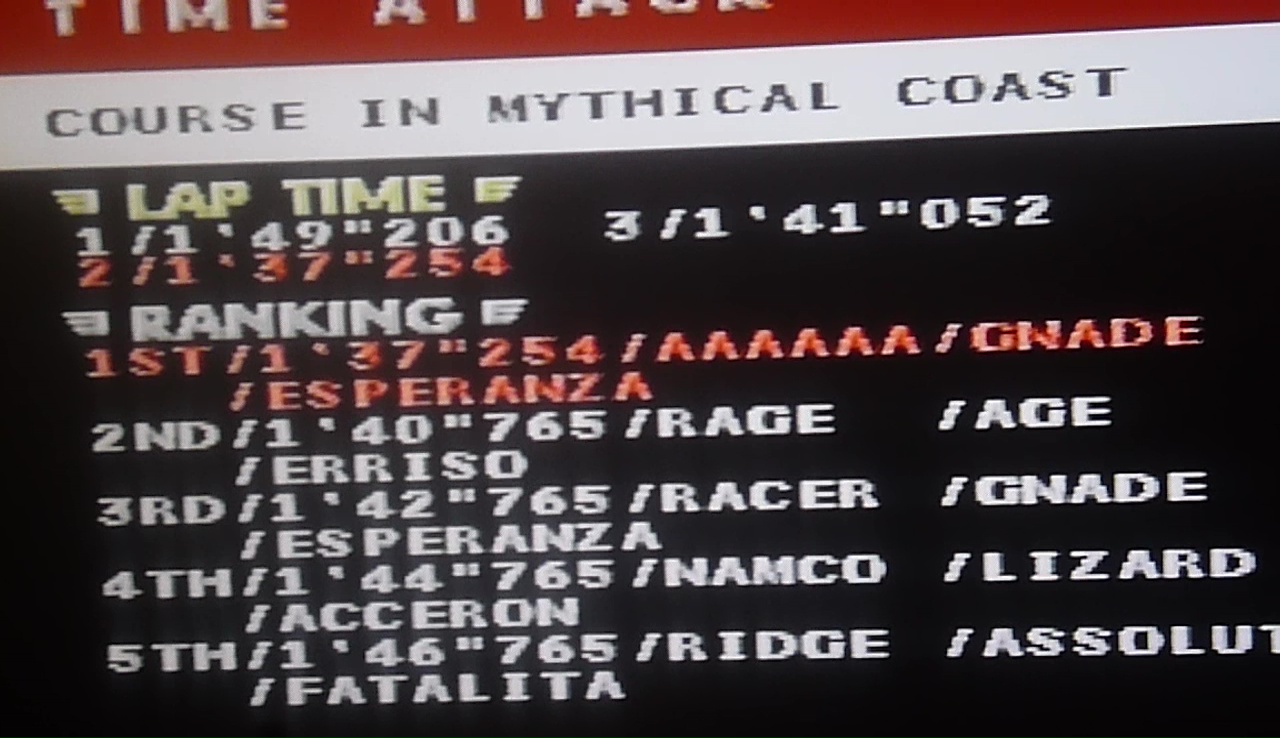 TIME ATTACK
COURSE IN MYTHICAL COAST
LAP TIME
1/1'49"206 3/1'41"052
2/1'37"254
RANKING
1ST/1'37"254/AAAAAA/GNADE
/ESPERANZA
2ND/1'40"765/RAGE /AGE
/ERRISO
3RD/1'42"765/RACER /GNADE
/ESPERANZA
4TH/1'44"765/NAMCO /LIZARD
/ACCERON
5TH/1'46"765/RIDGE /ASSOLUT
/FATALITA